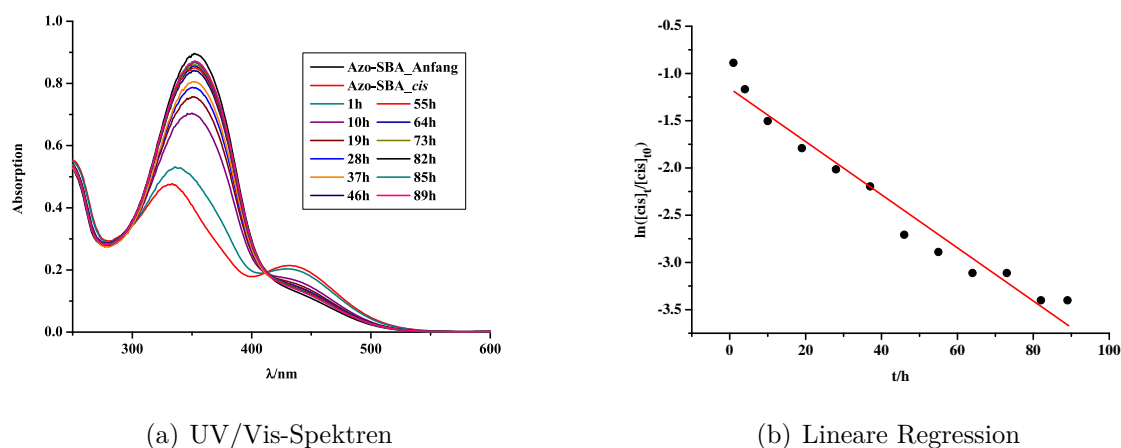 1.0
0.8
0.6
0.4
0.2
0.0
Absorption
300
400
500
600
λ/nm
Azo-SBA_Anfang
Azo-SBA_cis
1h 55h
10h 64h
19h 73h
28h 82h
37h 85h
46h 89h
(a) UV/Vis-Spektren
-0.5
-1.0
-1.5
-2.0
-2.5
-3.0
-3.5
ln([cis]t/[cis]t0)
0
20
40
60
80
100
t/h
(b) Lineare Regression